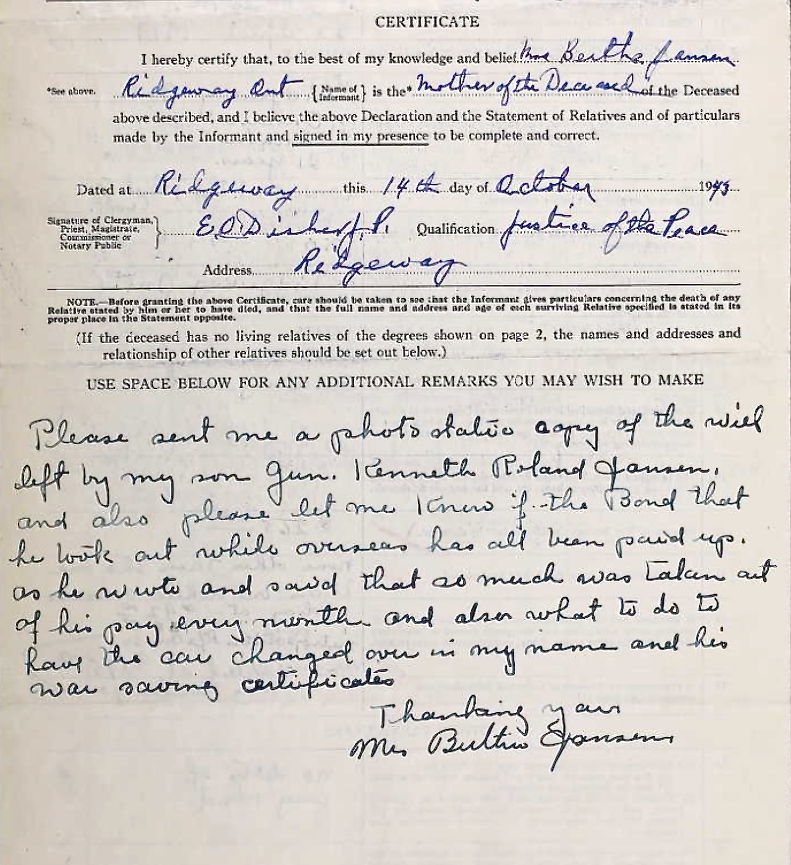 CERTIFICATE
I hereby certify that, to the best of my knowledge and belief Mrs Bertha Jansen
*See above. Ridgeway Ont {Name of Informant} is the* Mother of the Deceased of the Deceased
above described, and I believe the above Declaration and the Statement of Relatives and of particulars
made by the Informant and signed in my presence to be complete and correct.
Dated at Ridgeway this 14th day of October 1943
Signature of Clergyman, Priest, Magistrate, Commissioner or Notary Public } E.O. Disher J.P. Qualification Justice of the Peace
Address Ridgeway
NOTE.—Before granting the above Certificate, care should be taken to see that the Informant gives particulars concerning the death of any
Relative stated by him or her to have died, and that the full name and address and age of each surviving Relative specified is stated in its
proper place in the Statement opposite.
(If the deceased has no living relatives of the degrees shown on page 2, the names and addresses and
relationship of other relatives should be set out below.)
USE SPACE BELOW FOR ANY ADDITIONAL REMARKS YOU MAY WISH TO MAKE
Please sent me a photo static copy of the will
left by my son Gun. Kenneth Roland Jansen.
and also please let me know if the Bond that
he took out while overseas has all been paid up.
as he wrote and said that so much was taken out
of his pay every month and also what to do to
have the car changed over in my name and his
war saving certificates
Thanking you
Mrs Jansen